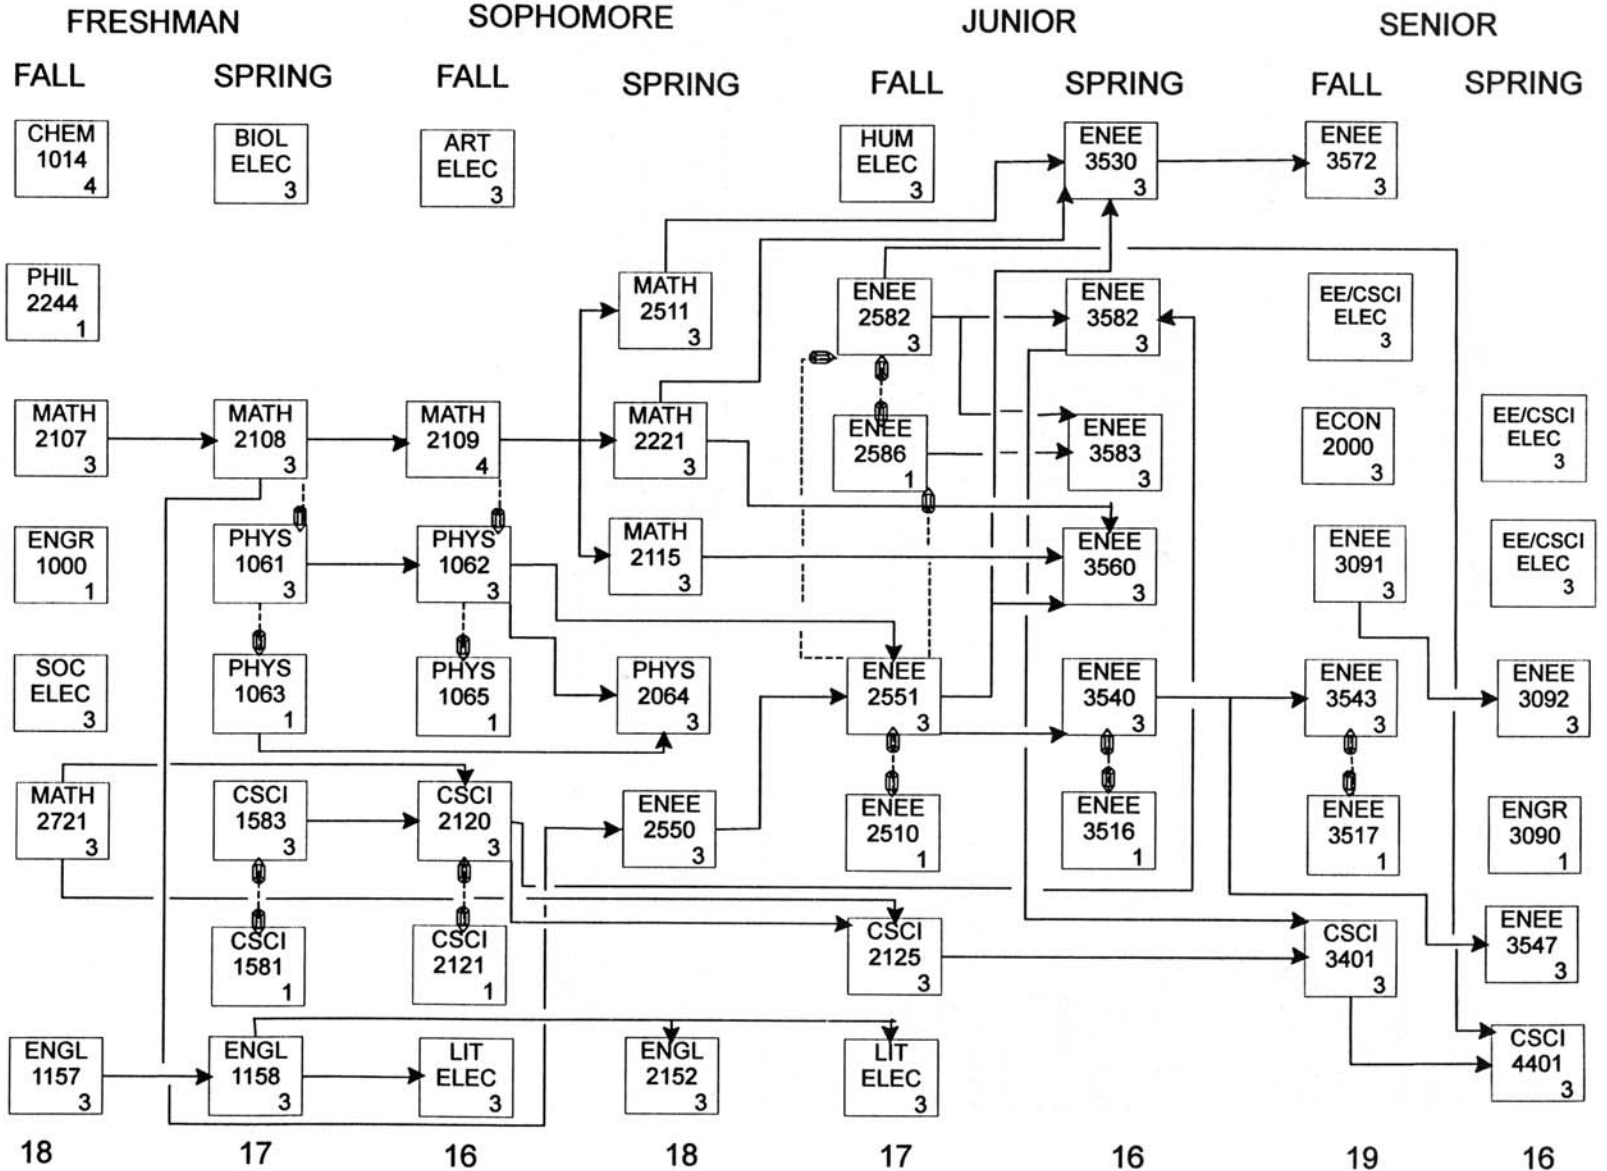 FRESHMAN
SOPHOMORE
JUNIOR
SENIOR
FALL
SPRING
FALL
SPRING
FALL
SPRING
FALL
SPRING
CHEM
1014
4
PHIL
2244
1
MATH
2107
3
ENGR
1000
1
SOC
ELEC
3
MATH
2721
3
ENGL
1157
3
18
BIOL
ELEC
3
MATH
2108
3
PHYS
1061
3
PHYS
1063
1
CSCI
1583
3
CSCI
1581
1
ENGL
1158
3
17
ART
ELEC
3
MATH
2109
4
PHYS
1062
3
PHYS
1065
1
CSCI
2120
3
CSCI
2121
1
LIT
ELEC
3
16
MATH
2511
3
MATH
2221
3
MATH
2115
3
PHYS
2064
3
ENEE
2550
3
ENGL
2152
3
18
HUM
ELEC
3
ENEE
2582
3
ENEE
2586
1
ENEE
2551
3
ENEE
2510
1
CSCI
2125
3
LIT
ELEC
3
17
ENEE
3530
3
ENEE
3582
3
ENEE
3583
3
ENEE
3560
3
ENEE
3540
3
ENEE
3516
1
16
ENEE
3572
3
EE/CSCI
ELEC
3
ECON
2000
3
ENEE
3091
3
ENEE
3543
3
ENEE
3517
1
CSCI
3401
3
19
EE/CSCI
ELEC
3
EE/CSCI
ELEC
3
ENEE
3092
3
ENGR
3090
1
ENEE
3547
3
CSCI
4401
3
16